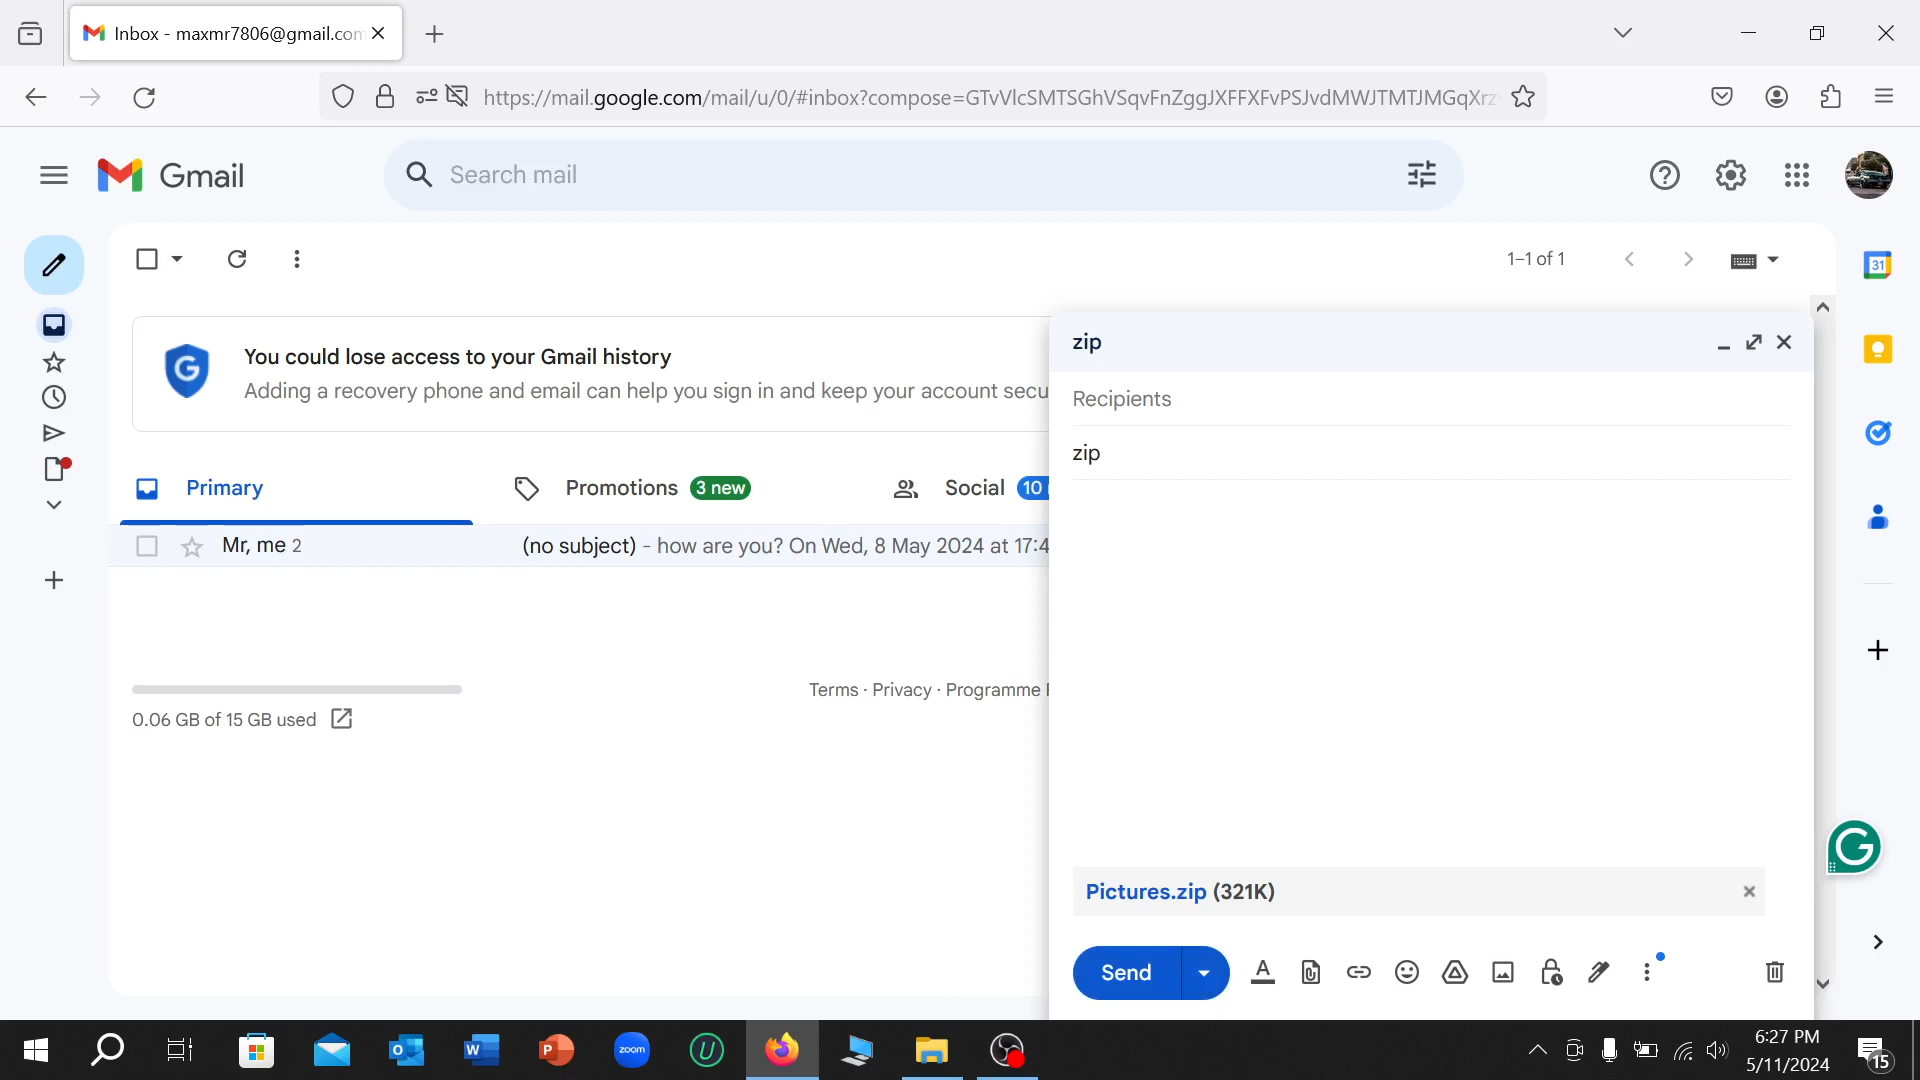 Inbox - maxmr7806@gmail.com
https://mail.google.com/mail/u/0/#inbox?compose=GTvVlcSMTSGhVSqvFnZggJXFFXFvPSJvdMWJTMTJMGqXrz
Gmail
Search mail
1–1 of 1
You could lose access to your Gmail history
Adding a recovery phone and email can help you sign in and keep your account secu
Primary
Promotions 3 new
Social 10
Mr, me 2
(no subject) - how are you? On Wed, 8 May 2024 at 17:4
0.06 GB of 15 GB used
Terms · Privacy · Programme
zip
Recipients
zip
Pictures.zip (321K)
Send
31
G
zoom
6:27 PM
5/11/2024
15